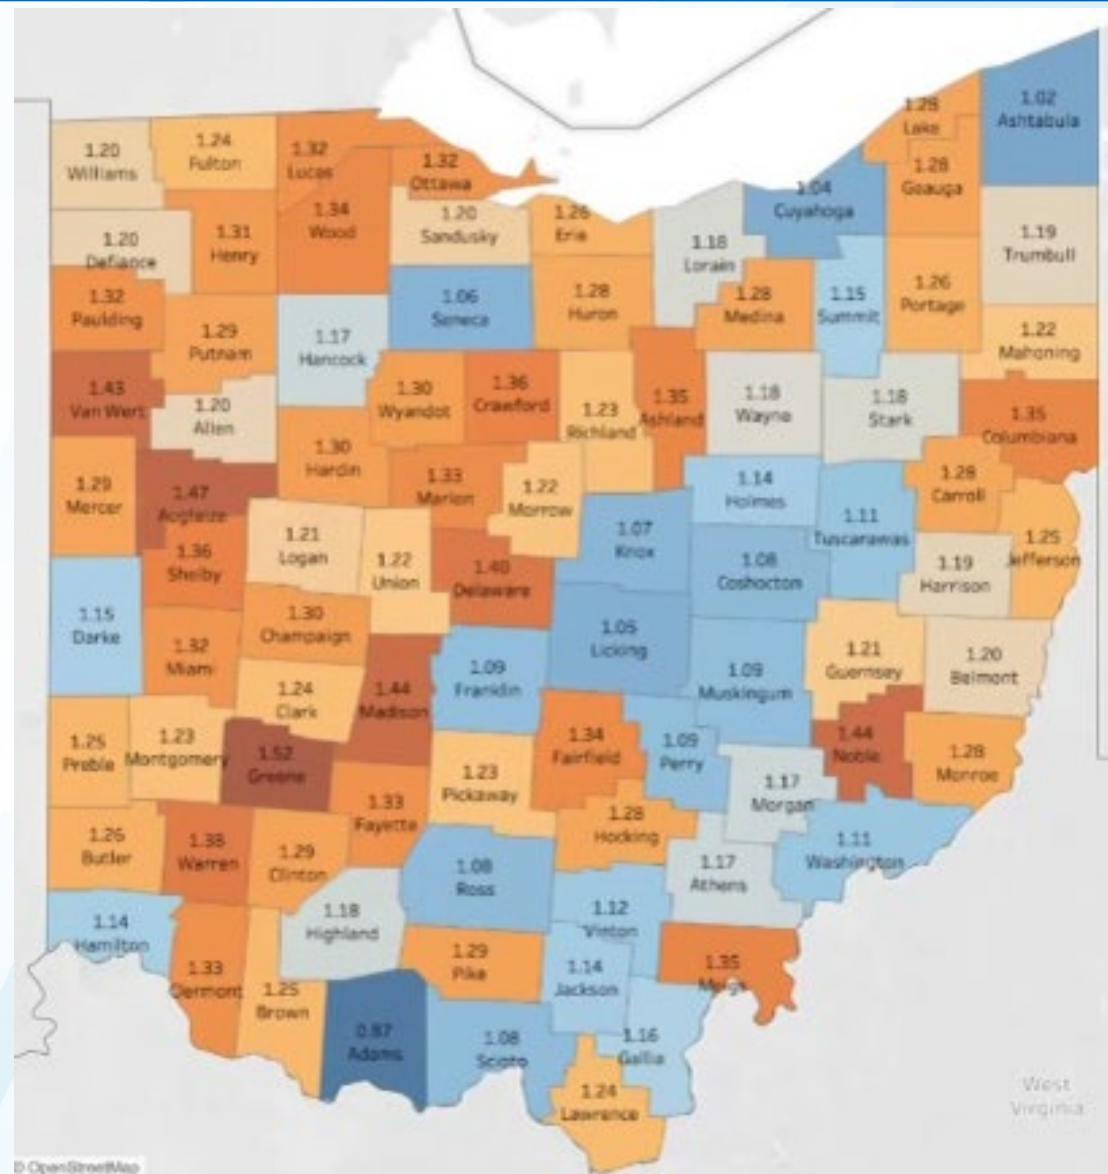 1.28
Lake
1.02
Ashtabula
1.20
Williams
1.24
Fulton
1.32
Lucas
1.32
Ottawa
1.28
Geauga
1.04
Cuyahoga
1.20
Defiance
1.31
Henry
1.34
Wood
1.20
Sandusky
1.26
Erie
1.18
Lorain
1.19
Trumbull
1.32
Paulding
1.29
Putnam
1.17
Hancock
1.06
Seneca
1.28
Huron
1.28
Medina
1.15
Summit
1.26
Portage
1.22
Mahoning
1.43
Van Wert
1.20
Allen
1.30
Wyandot
1.36
Crawford
1.23
Richland
1.35
Ashland
1.18
Wayne
1.18
Stark
1.35
Columbiana
1.29
Mercer
1.47
Auglaize
1.30
Hardin
1.33
Marion
1.22
Morrow
1.14
Holmes
1.11
Tuscarawas
1.28
Carroll
1.25
Jefferson
1.36
Shelby
1.21
Logan
1.22
Union
1.40
Delaware
1.07
Knox
1.08
Coshocton
1.19
Harrison
1.15
Darke
1.32
Miami
1.30
Champaign
1.05
Licking
1.09
Franklin
1.09
Muskingum
1.21
Guernsey
1.20
Belmont
1.24
Clark
1.44
Madison
1.25
Preble
1.23
Montgomery
1.52
Greene
1.34
Fairfield
1.09
Perry
1.44
Noble
1.28
Monroe
1.23
Pickaway
1.17
Morgan
1.33
Fayette
1.28
Hocking
1.26
Butler
1.38
Warren
1.29
Clinton
1.08
Ross
1.17
Athens
1.11
Washington
1.14
Hamilton
1.18
Highland
1.12
Vinton
1.33
Clermont
1.25
Brown
1.29
Pike
1.14
Jackson
1.35
Meigs
0.87
Adams
1.08
Scioto
1.16
Gallia
1.24
Lawrence
West
Virginia
© OpenStreetMap